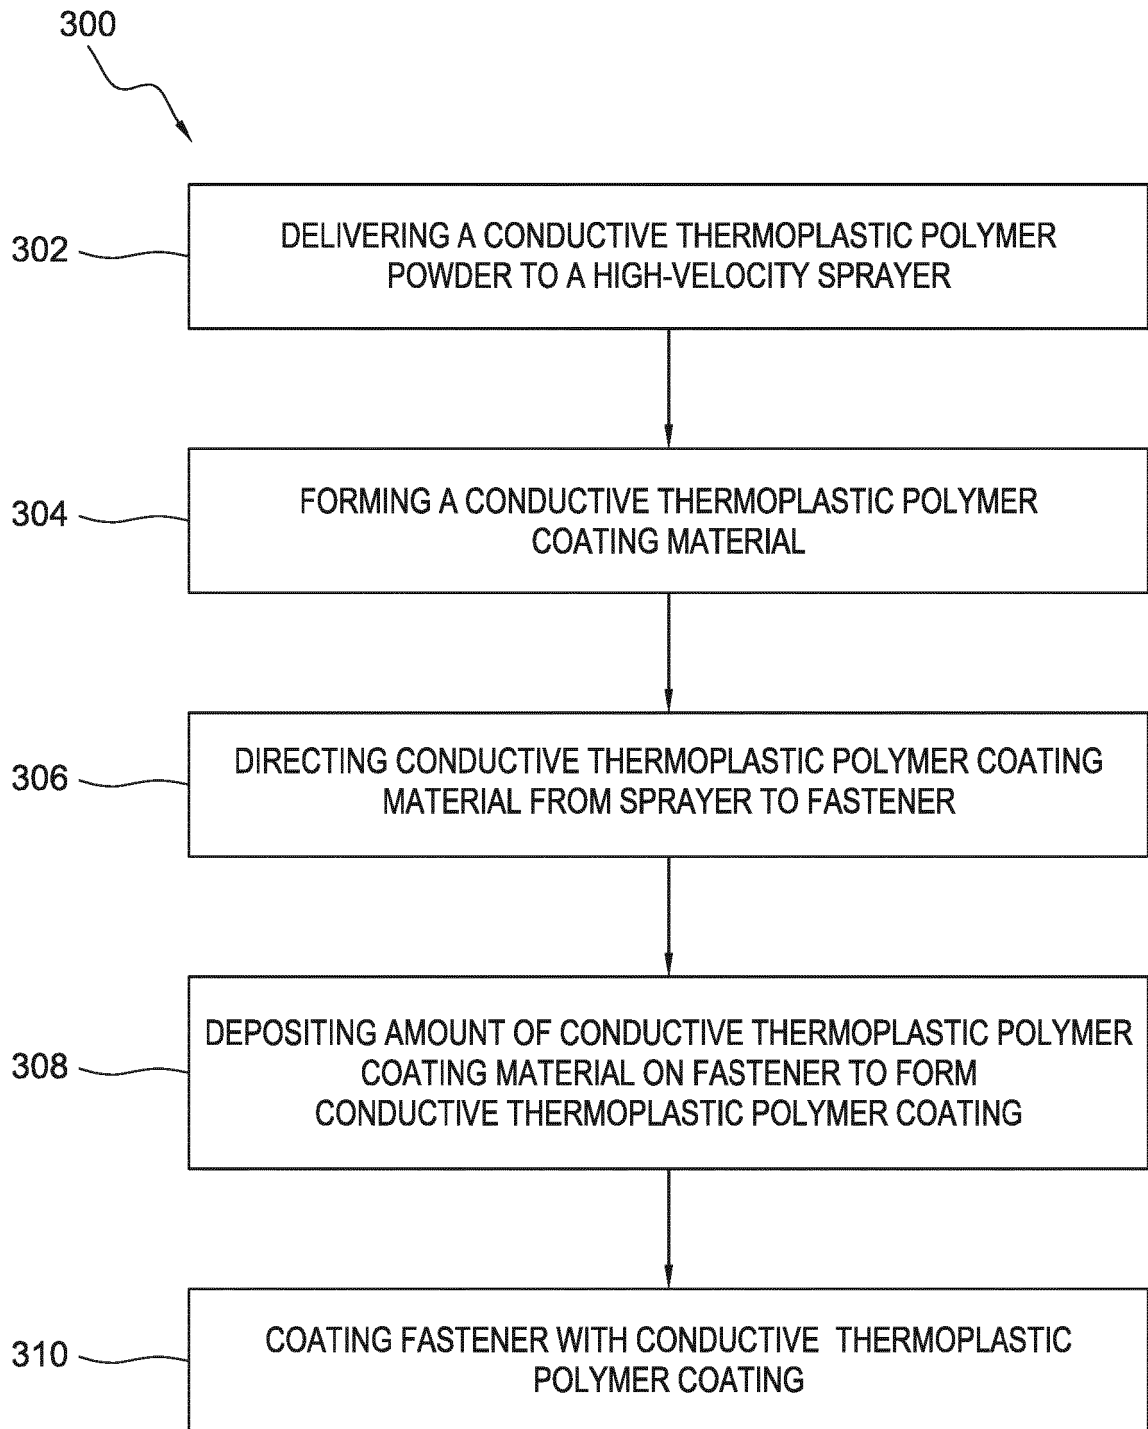 300
302
DELIVERING A CONDUCTIVE THERMOPLASTIC POLYMER
POWDER TO A HIGH-VELOCITY SPRAYER
304
FORMING A CONDUCTIVE THERMOPLASTIC POLYMER
COATING MATERIAL
306
DIRECTING CONDUCTIVE THERMOPLASTIC POLYMER COATING
MATERIAL FROM SPRAYER TO FASTENER
308
DEPOSITING AMOUNT OF CONDUCTIVE THERMOPLASTIC POLYMER
COATING MATERIAL ON FASTENER TO FORM
CONDUCTIVE THERMOPLASTIC POLYMER COATING
310
COATING FASTENER WITH CONDUCTIVE THERMOPLASTIC
POLYMER COATING